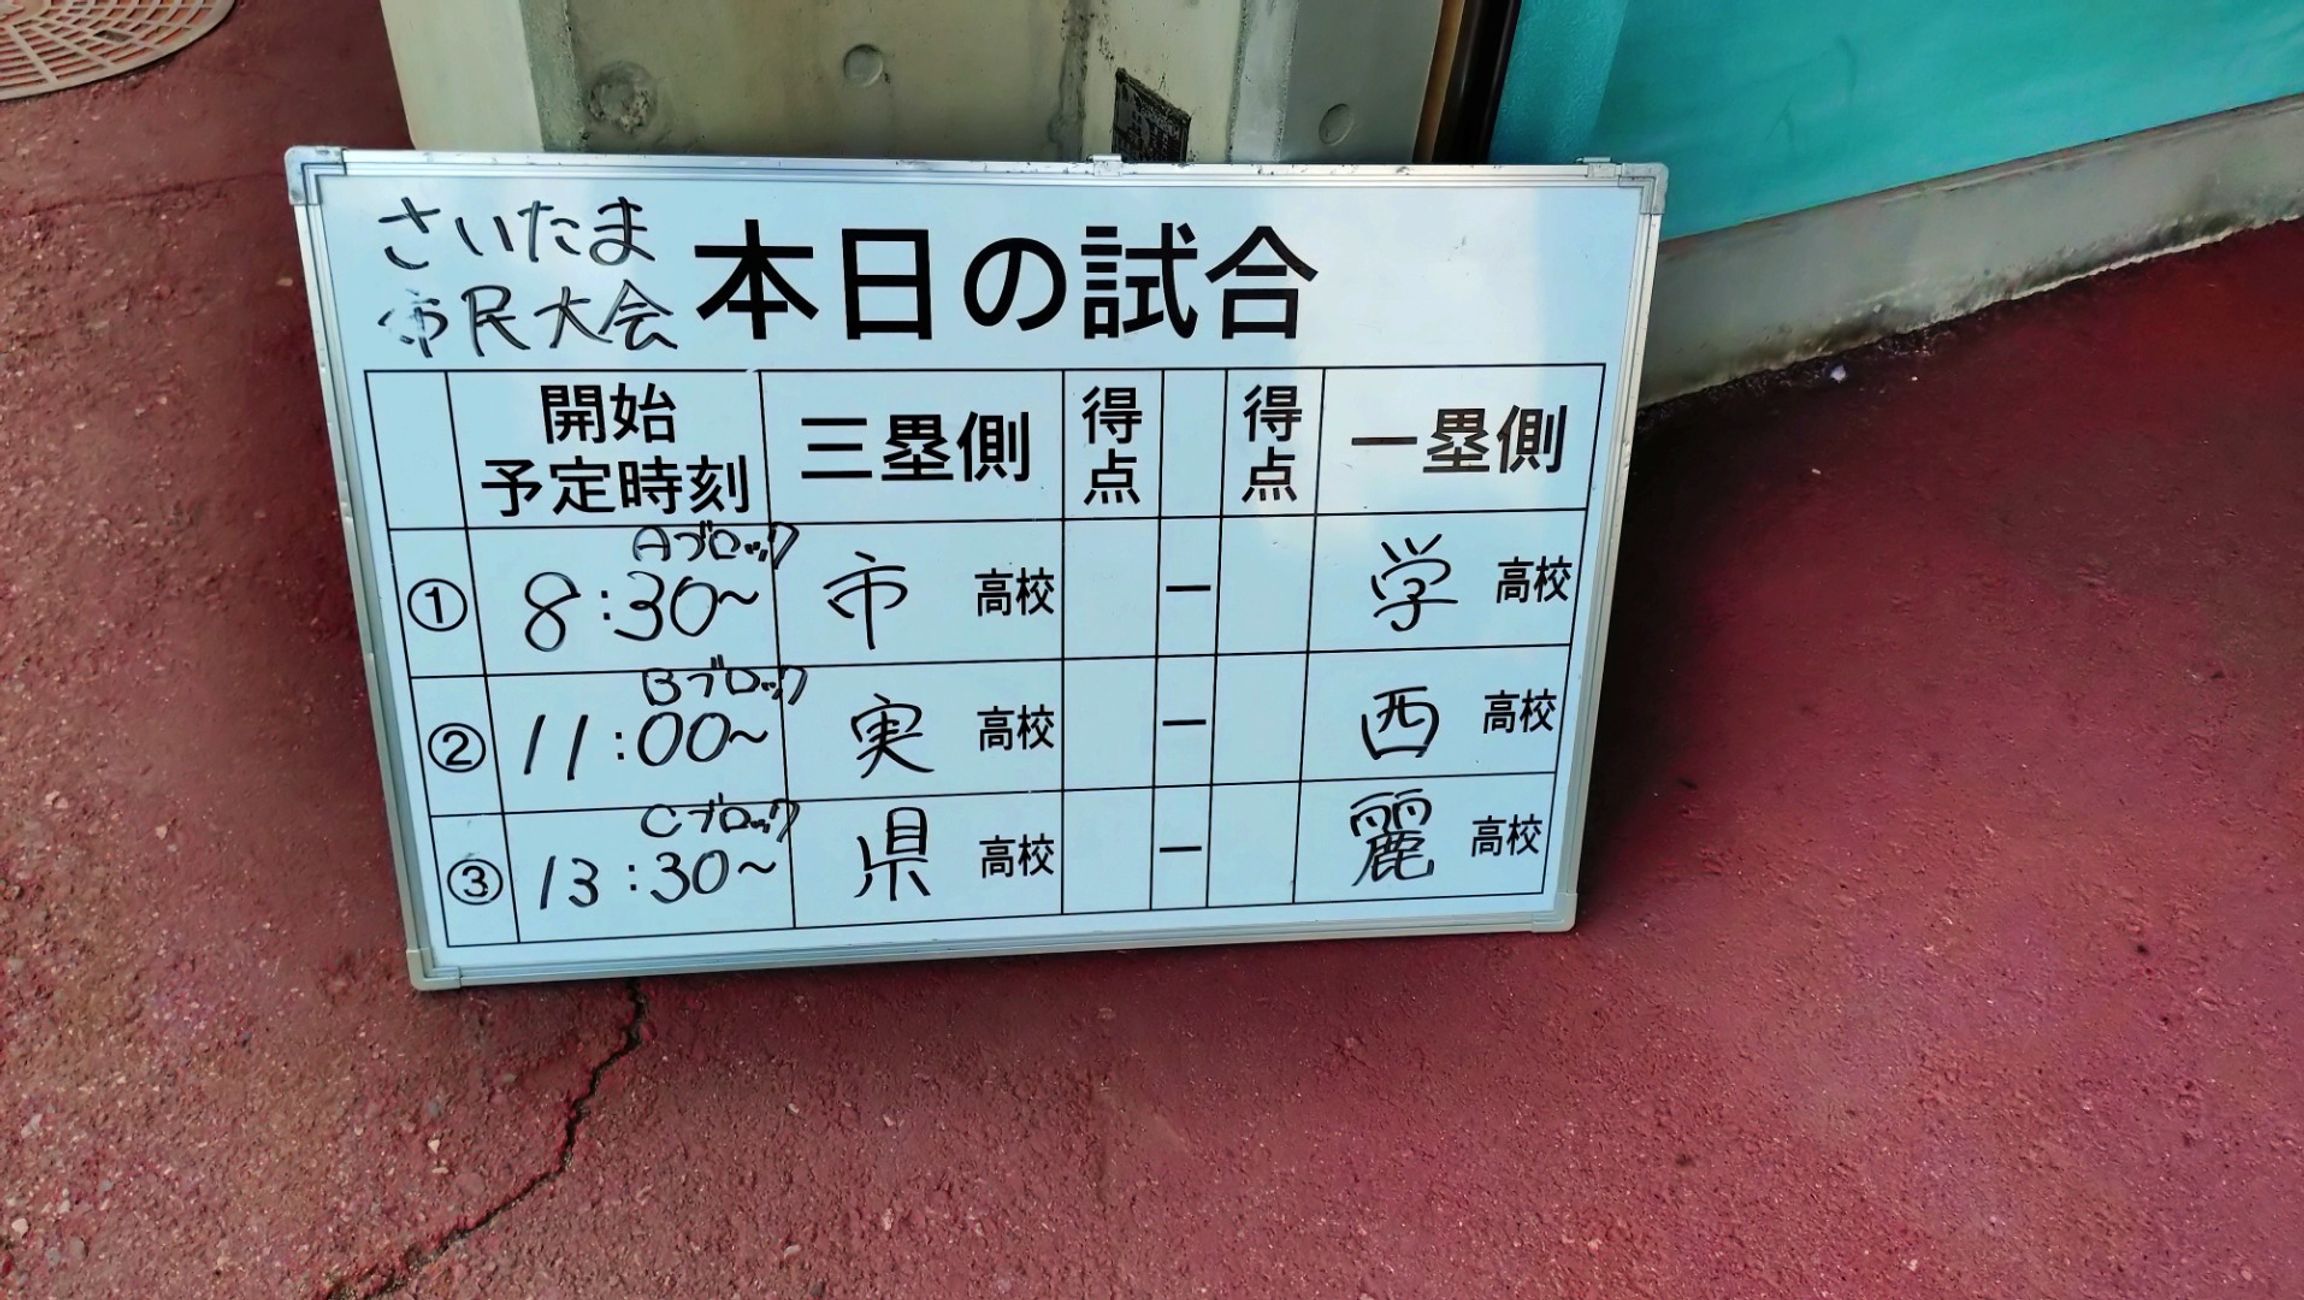 さいたま
市民大会
本日の試合
開始
予定時刻
三塁側
得点
得点
一塁側
Aブロック
① 8:30～ 市 高校 ー 学 高校
Bブロック
② 11:00～ 実 高校 ー 西 高校
Cブロック
③ 13:30～ 県 高校 ー 麗 高校